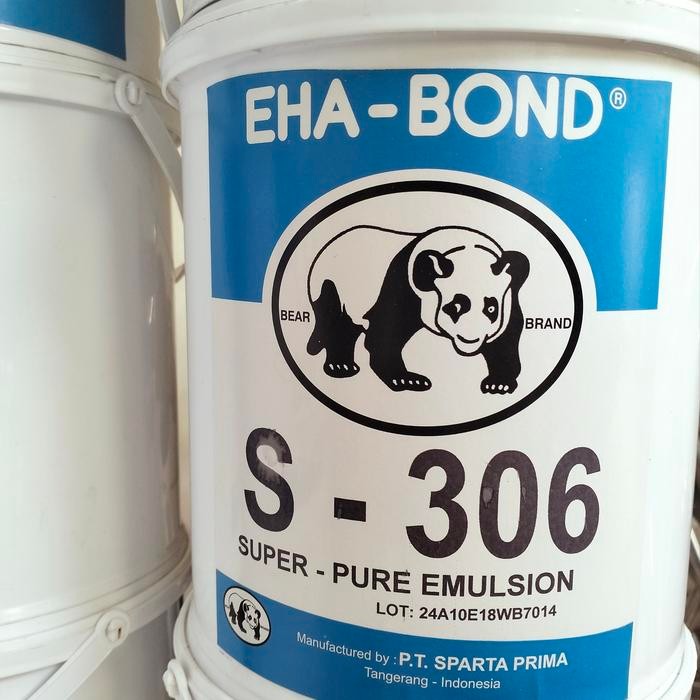 EHA-BOND®
BEAR BRAND
S - 306
SUPER - PURE EMULSION
LOT: 24A10E18WB7014
Manufactured by : P.T. SPARTA PRIMA
Tangerang - Indonesia